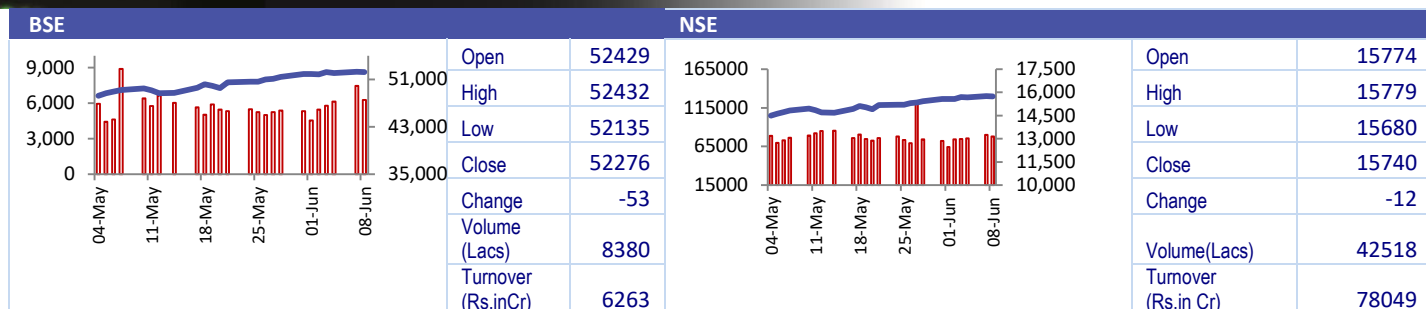 BSE
9,000
6,000
3,000
0
51,000
43,000
35,000
04-May
11-May
18-May
25-May
01-Jun
08-Jun
Open 52429
High 52432
Low 52135
Close 52276
Change -53
Volume
(Lacs) 8380
Turnover
(Rs.inCr) 6263
NSE
165000
115000
65000
15000
17,500
16,000
14,500
13,000
11,500
10,000
04-May
11-May
18-May
25-May
01-Jun
08-Jun
Open 15774
High 15779
Low 15680
Close 15740
Change -12
Volume(Lacs) 42518
Turnover
(Rs.in Cr) 78049